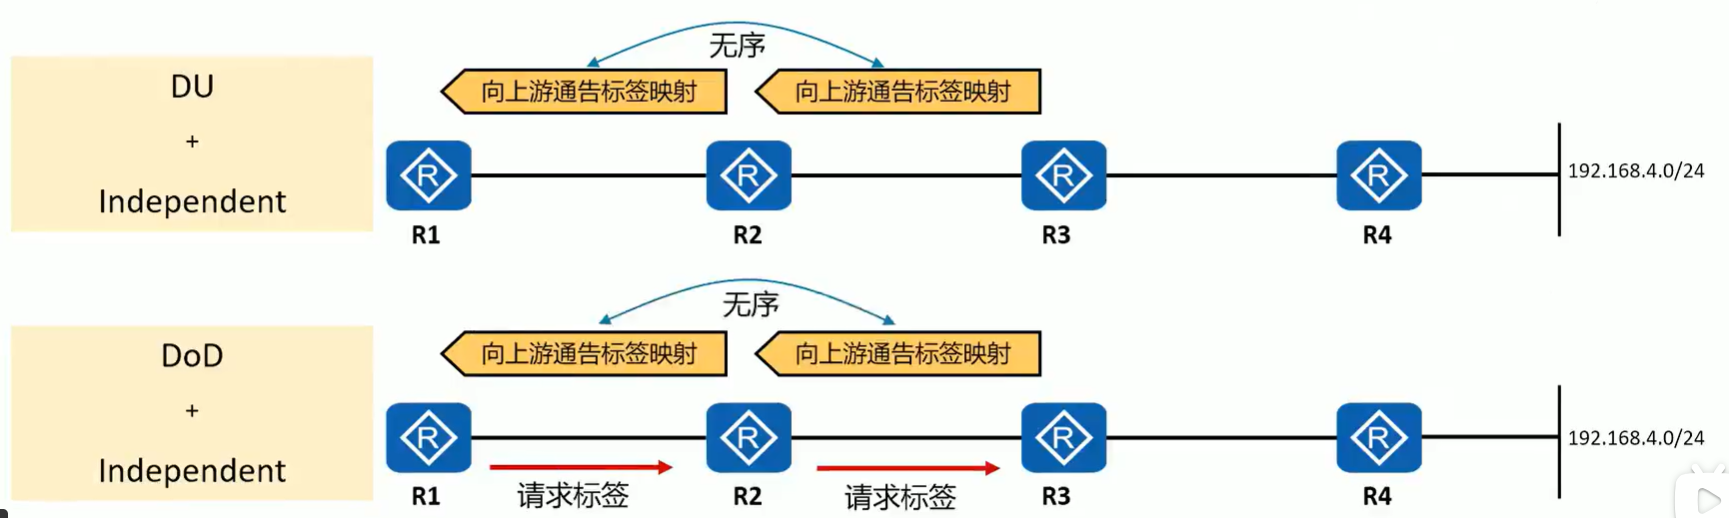 无序
DU
+
Independent
向上游通告标签映射
向上游通告标签映射
R
R
R
R
192.168.4.0/24
R1
R2
R3
R4
无序
DoD
+
Independent
向上游通告标签映射
向上游通告标签映射
R
R
R
R
192.168.4.0/24
请求标签
请求标签
R1
R2
R3
R4